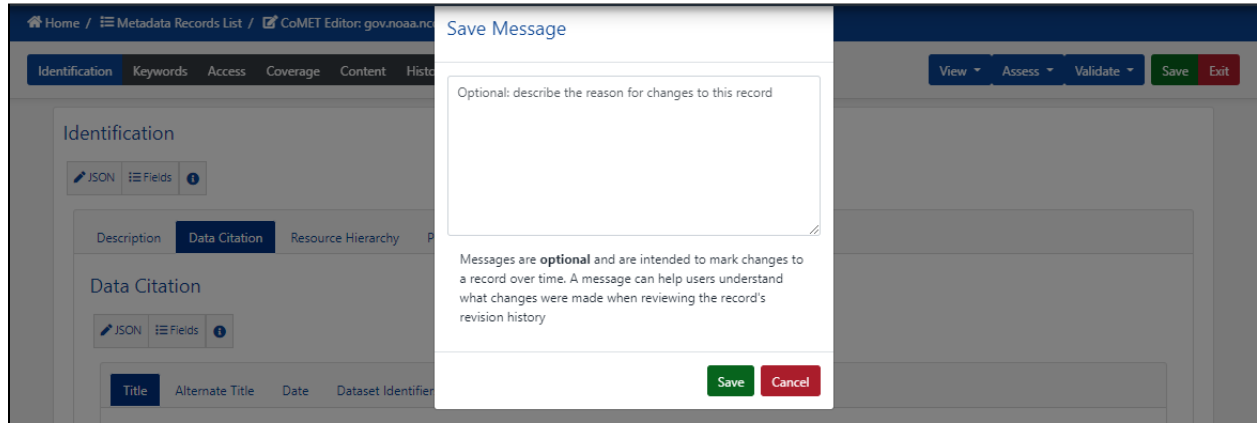 Home / Metadata Records List / CoMET Editor: gov.noaa.nc
Save Message
Identification Keywords Access Coverage Content Histo
View Assess Validate Save Exit
Optional: describe the reason for changes to this record
Identification
JSON Fields
Description Data Citation Resource Hierarchy P
Messages are optional and are intended to mark changes to
a record over time. A message can help users understand
what changes were made when reviewing the record's
revision history
Data Citation
JSON Fields
Save Cancel
Title Alternate Title Date Dataset Identifier